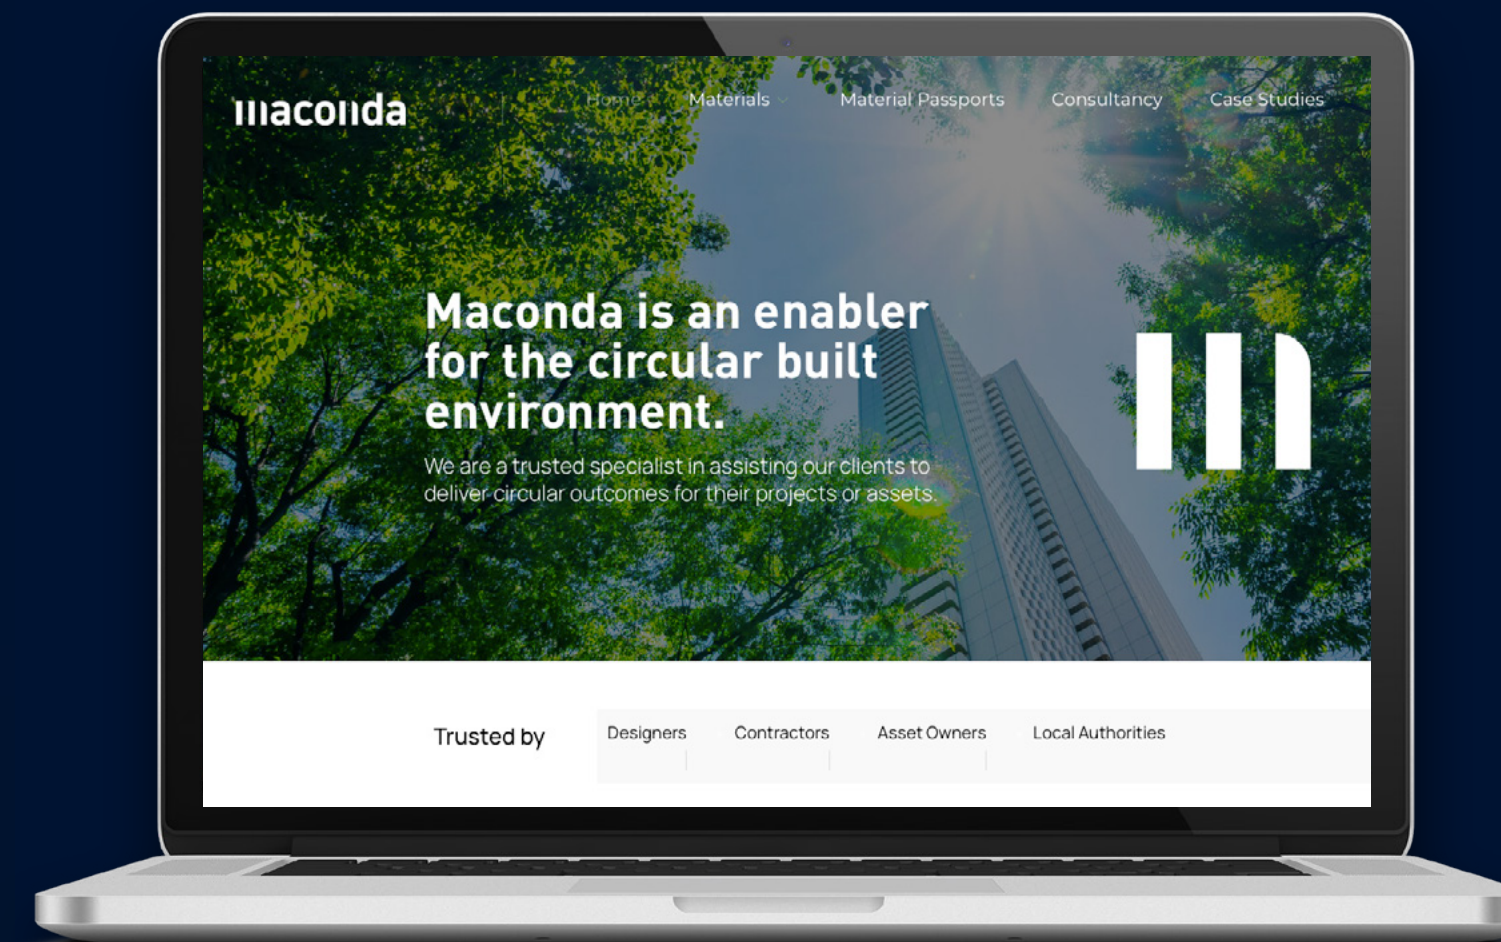 maconda
Home Materials Material Passports Consultancy Case Studies
Maconda is an enabler
for the circular built
environment.
We are a trusted specialist in assisting our clients to
deliver circular outcomes for their projects or assets.
m
Trusted by Designers Contractors Asset Owners Local Authorities